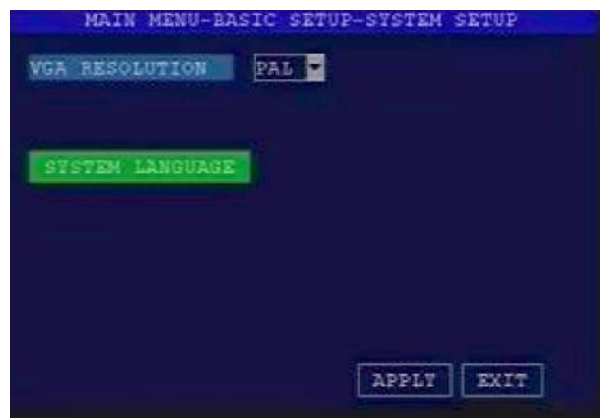 MAIN MENU-BASIC SETUP-SYSTEM SETUP
VGA RESOLUTION PAL
SYSTEM LANGUAGE
APPLY EXIT